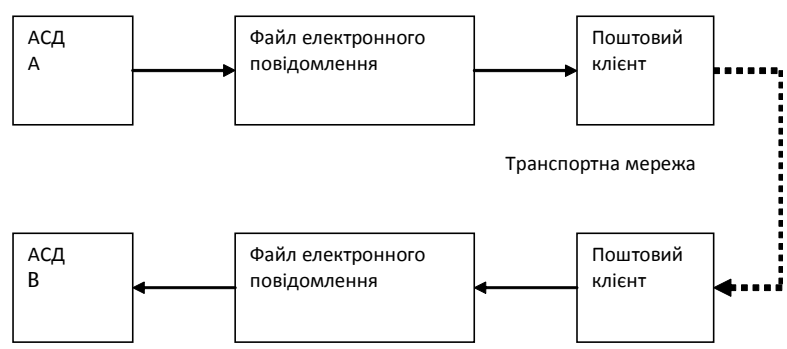 АСД
А
Файл електронного
повідомлення
Поштовий
клієнт
Транспортна мережа
АСД
В
Файл електронного
повідомлення
Поштовий
клієнт